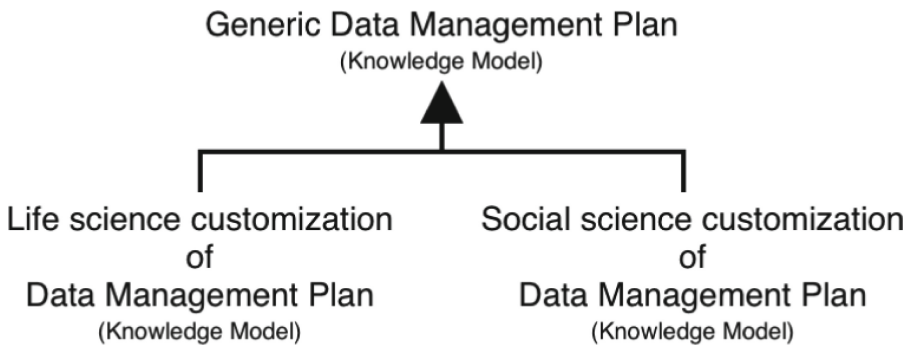 Generic Data Management Plan
(Knowledge Model)
Life science customization
of
Data Management Plan
(Knowledge Model)
Social science customization
of
Data Management Plan
(Knowledge Model)